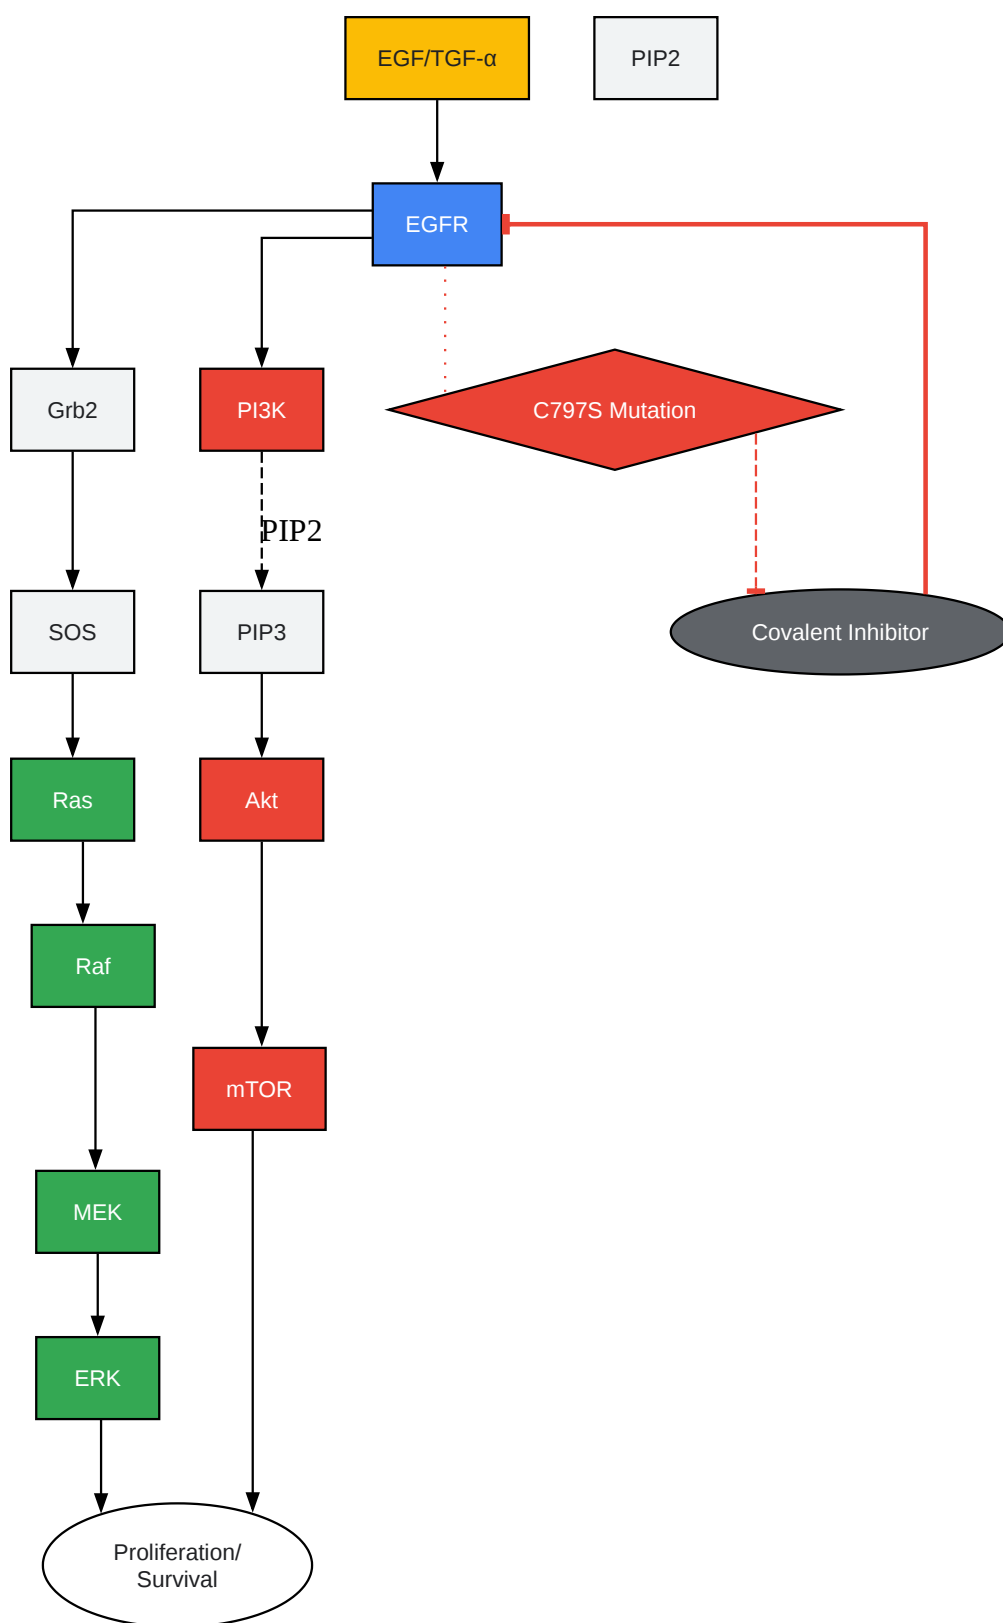 EGF/TGF-α
PIP2
EGFR
Grb2
PI3K
C797S Mutation
PIP2
SOS
PIP3
Covalent Inhibitor
Ras
Akt
Raf
mTOR
MEK
ERK
Proliferation/
Survival